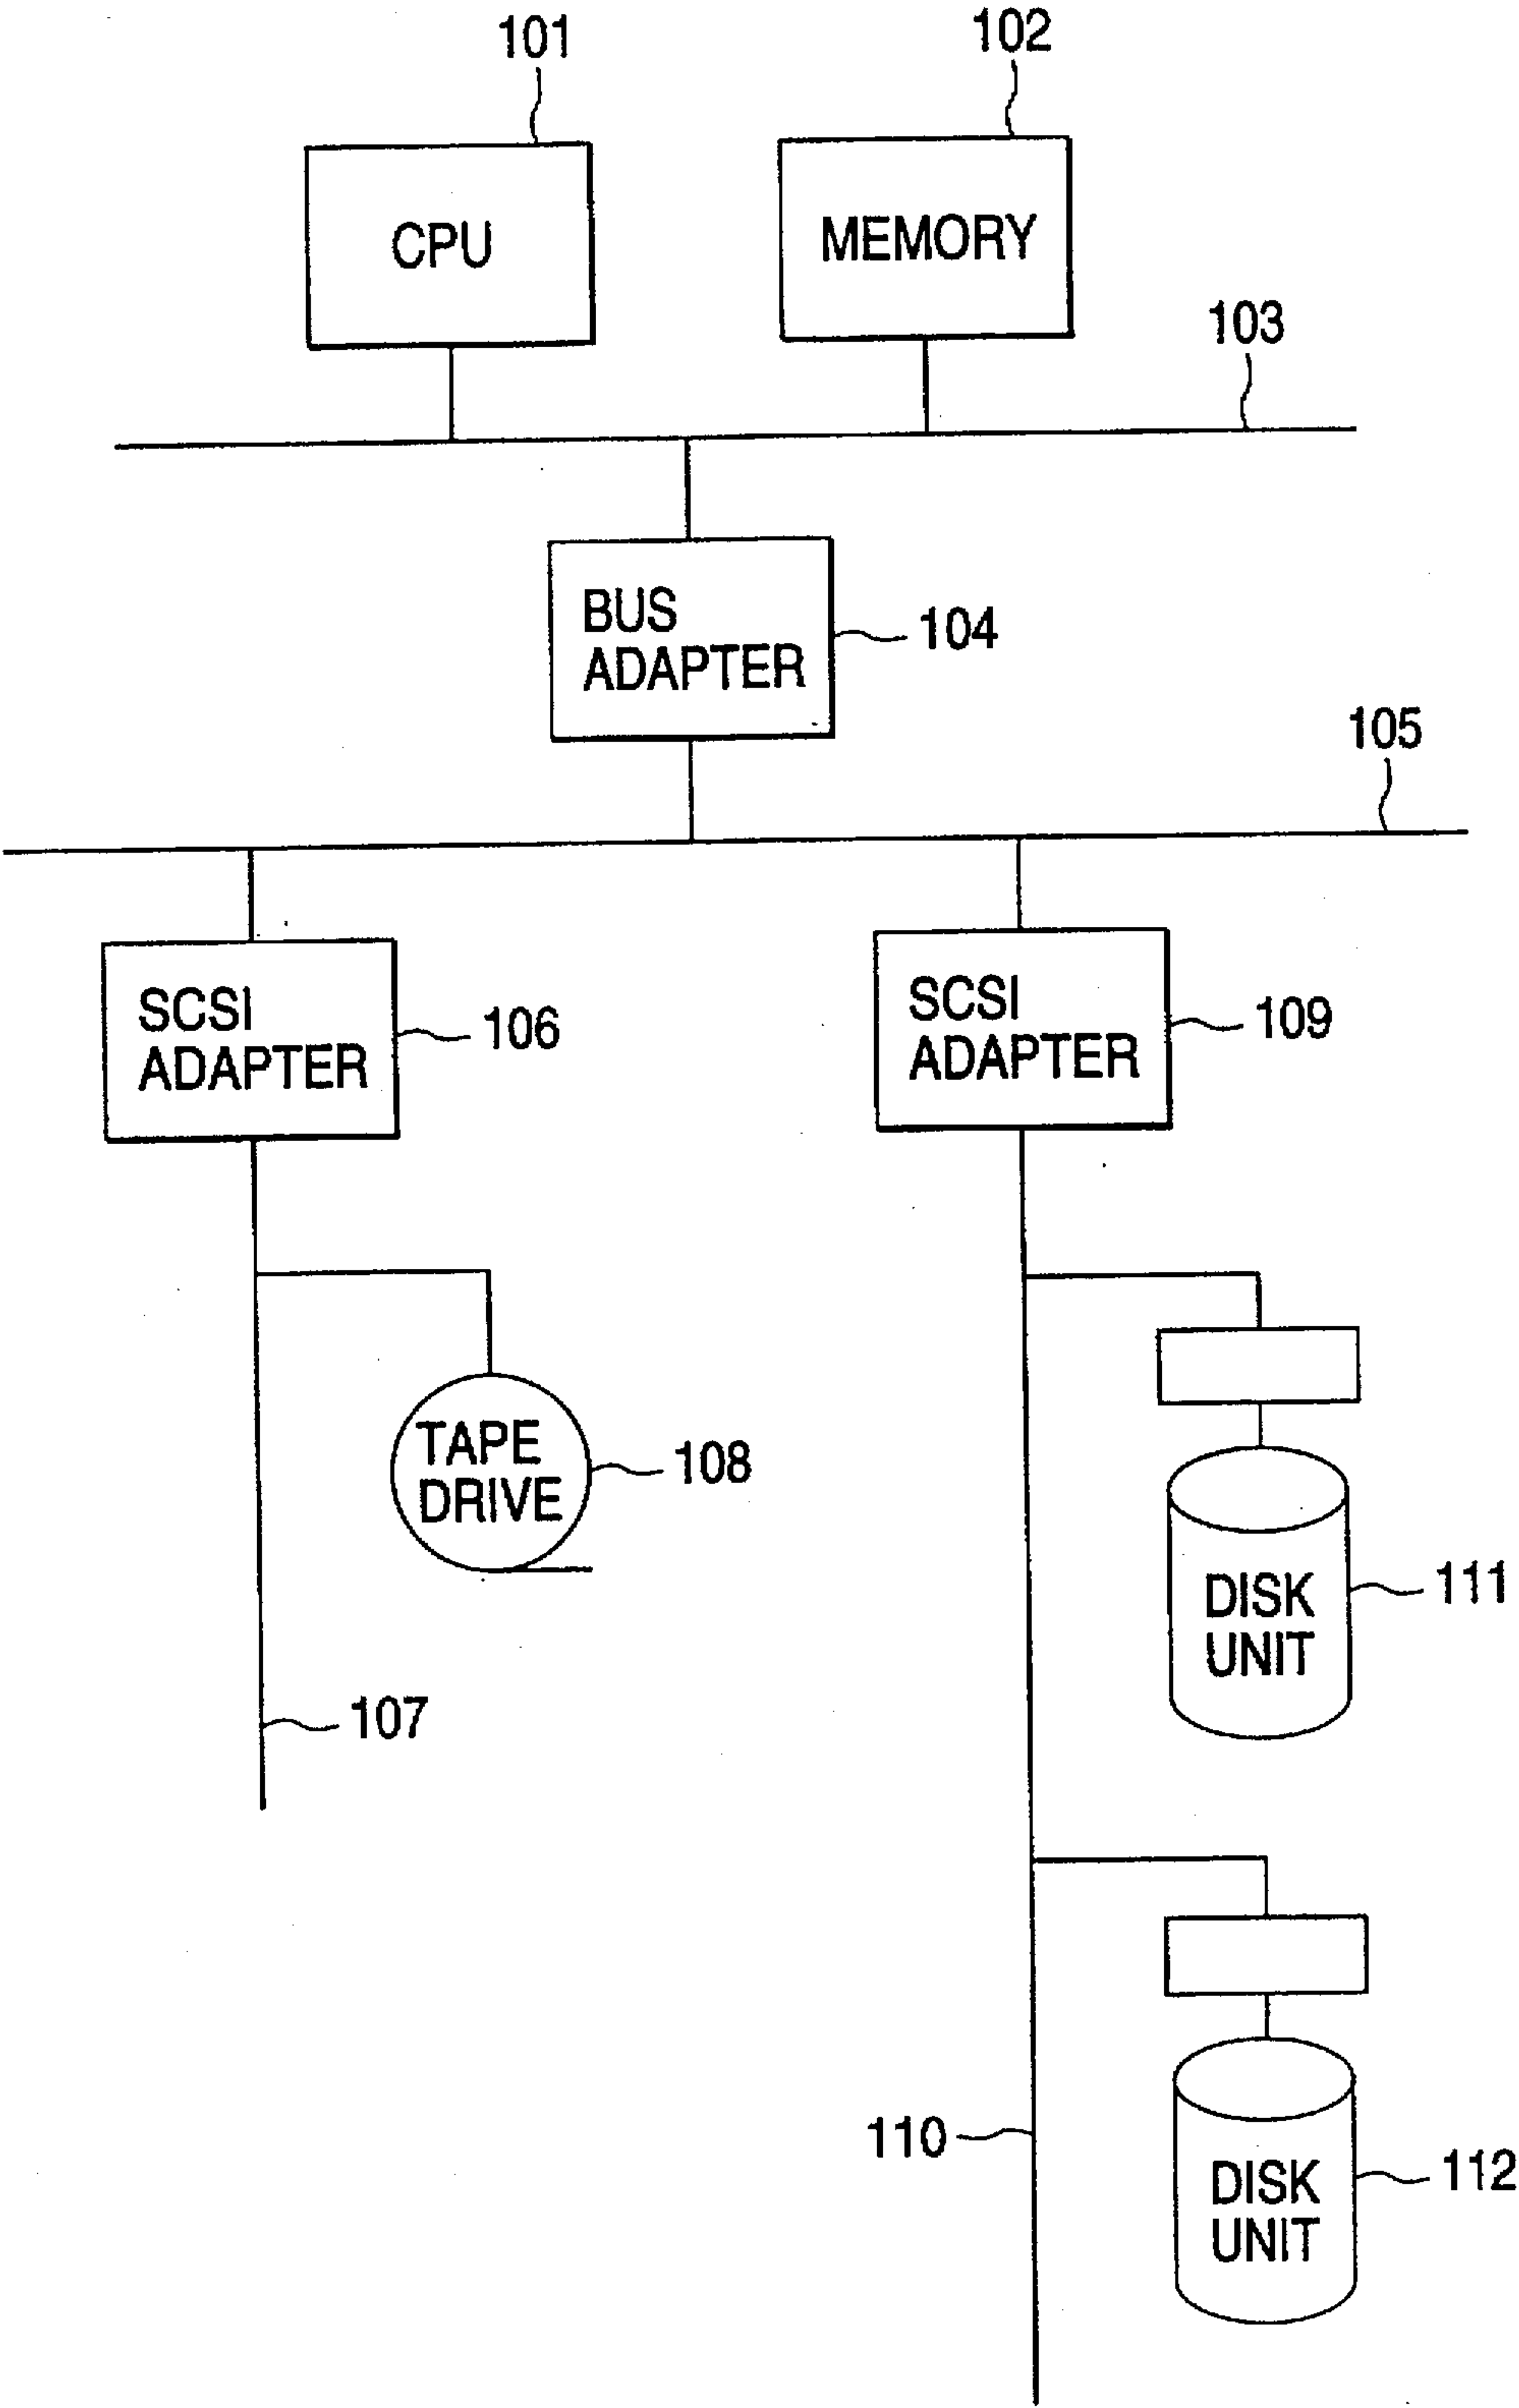 101
102
CPU
MEMORY
103
BUS
ADAPTER
104
105
SCSI
ADAPTER
106
SCSI
ADAPTER
109
TAPE
DRIVE
108
DISK
UNIT
111
107
110
DISK
UNIT
112